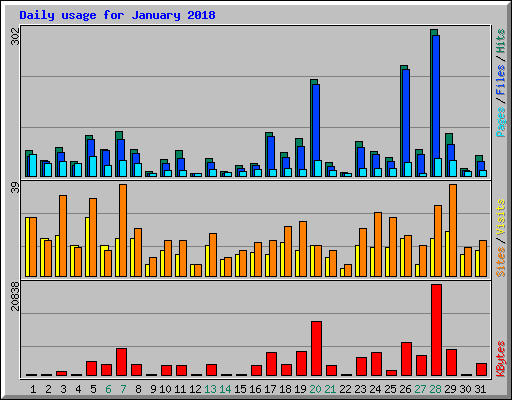 Daily usage for January 2018
302
Pages / Files / Hits
39
Sites / Visits
20838
KBytes
1 2 3 4 5 6 7 8 9 10 11 12 13 14 15 16 17 18 19 20 21 22 23 24 25 26 27 28 29 30 31